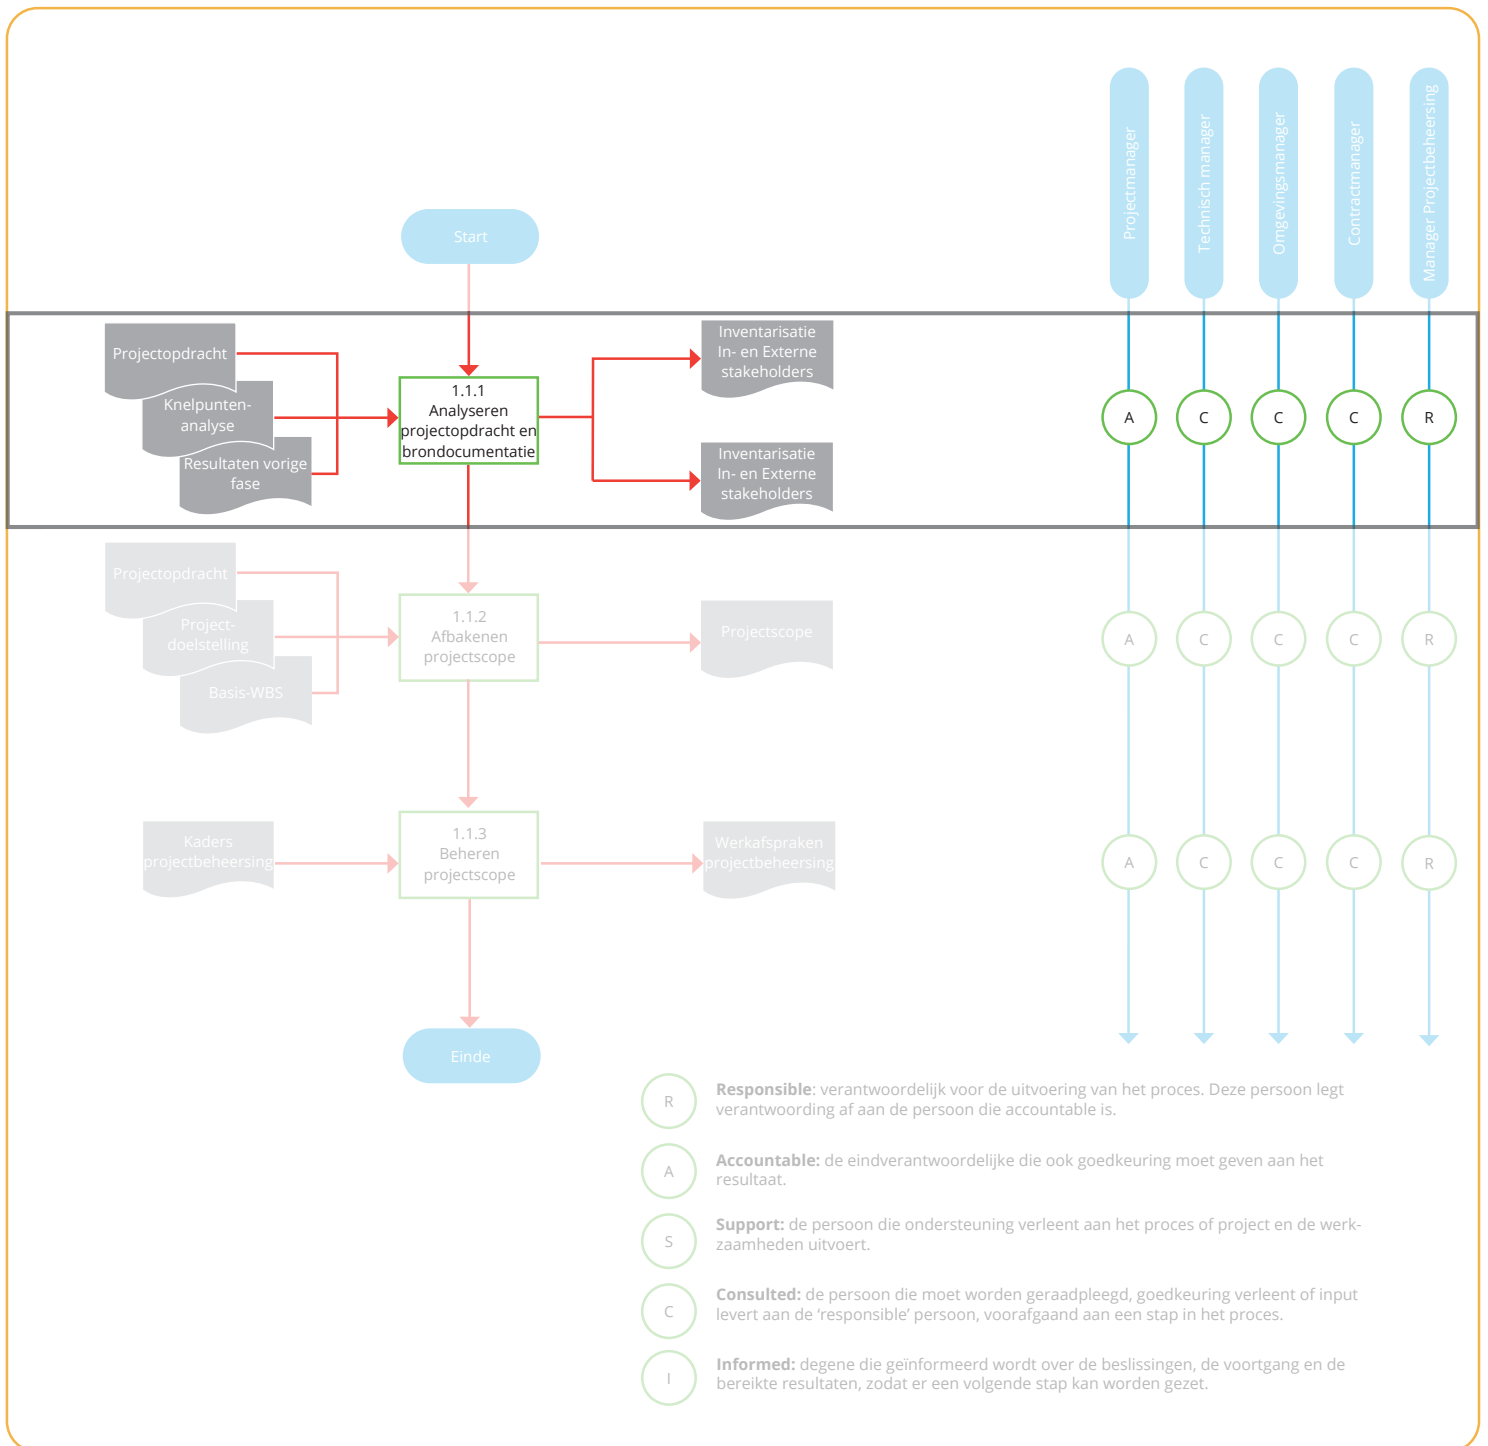 Projectmanager
Technisch manager
Omgevingsmanager
Contractmanager
Manager Projectbeheersing
Start
Projectopdracht
Knelpunten-
analyse
Resultaten vorige
fase
1.1.1
Analyseren
projectopdracht en
brondocumentatie
Inventarisatie
In- en Externe
stakeholders
Inventarisatie
In- en Externe
stakeholders
A
C
C
C
R
Projectopdracht
Project-
doelstelling
Basis-WBS
1.1.2
Afbakenen
projectscope
Projectscope
A
C
C
C
R
Kaders
projectbeheersing
1.1.3
Beheren
projectscope
Werkafspraken
projectbeheersing
A
C
C
C
R
Einde
R
Responsible: verantwoordelijk voor de uitvoering van het proces. Deze persoon legt
verantwoording af aan de persoon die accountable is.
A
Accountable: de eindverantwoordelijke die ook goedkeuring moet geven aan het
resultaat.
S
Support: de persoon die ondersteuning verleent aan het proces of project en de werk-
zaamheden uitvoert.
C
Consulted: de persoon die moet worden geraadpleegd, goedkeuring verleent of input
levert aan de ‘responsible’ persoon, voorafgaand aan een stap in het proces.
I
Informed: degene die geïnformeerd wordt over de beslissingen, de voortgang en de
bereikte resultaten, zodat er een volgende stap kan worden gezet.